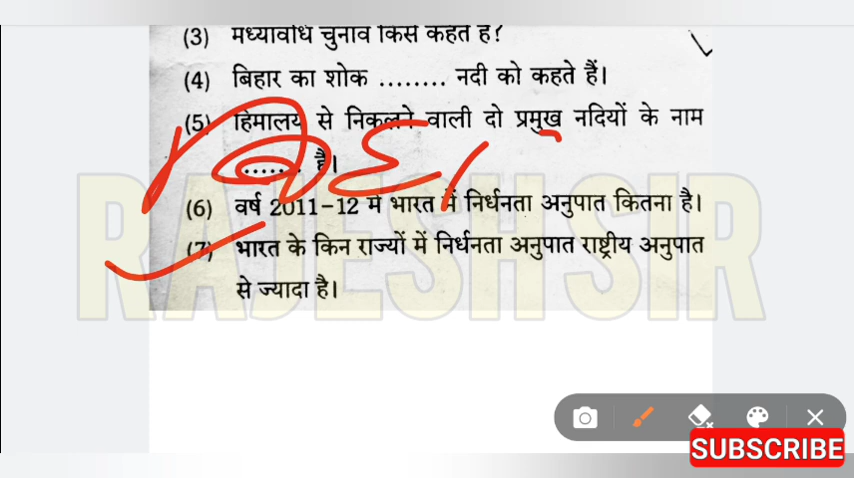 (3) मध्यावधि चुनाव किसे कहते हैं?
(4) बिहार का शोक ........ नदी को कहते हैं।
(5) हिमालय से निकलने वाली दो प्रमुख नदियों के नाम
....... हैं।
(6) वर्ष 2011-12 में भारत में निर्धनता अनुपात कितना है।
(7) भारत के किन राज्यों में निर्धनता अनुपात राष्ट्रीय अनुपात
से ज्यादा है।
RAJESH SIR
SUBSCRIBE